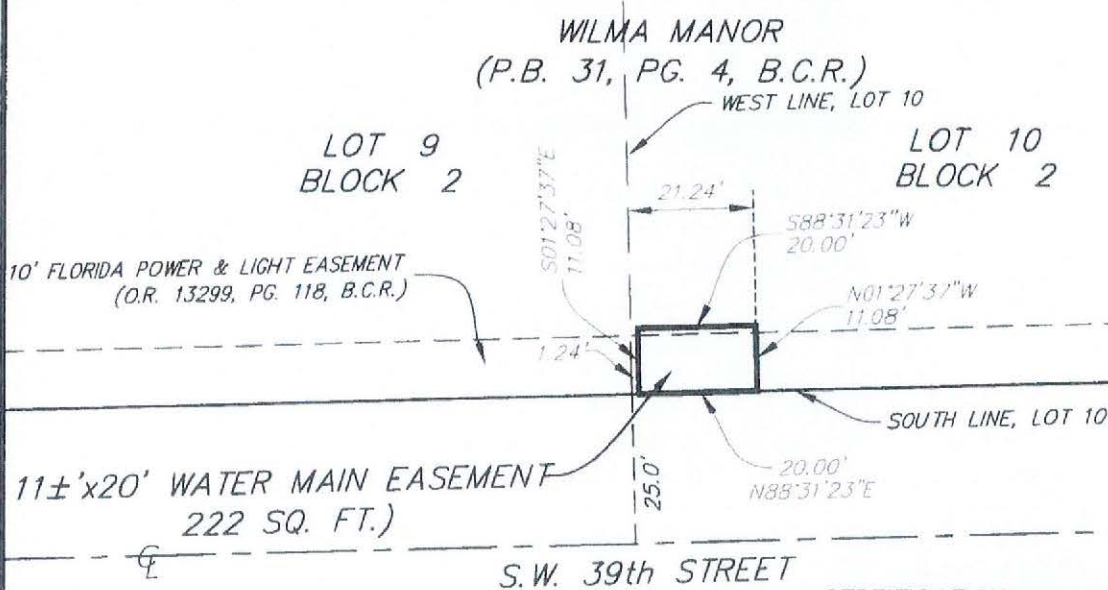 WILMA MANOR
(P.B. 31, PG. 4, B.C.R.)
WEST LINE, LOT 10
LOT 9
BLOCK 2
LOT 10
BLOCK 2
21.24'
S01°27'37"E
11.08'
S88°31'23"W
20.00'
10' FLORIDA POWER & LIGHT EASEMENT
(O.R. 13299, PG. 118, B.C.R.)
N01°27'37"W
11.08'
1.24'
SOUTH LINE, LOT 10
11±'x20' WATER MAIN EASEMENT
222 SQ. FT.)
25.0'
20.00'
N88°31'23"E
℄
S.W. 39th STREET